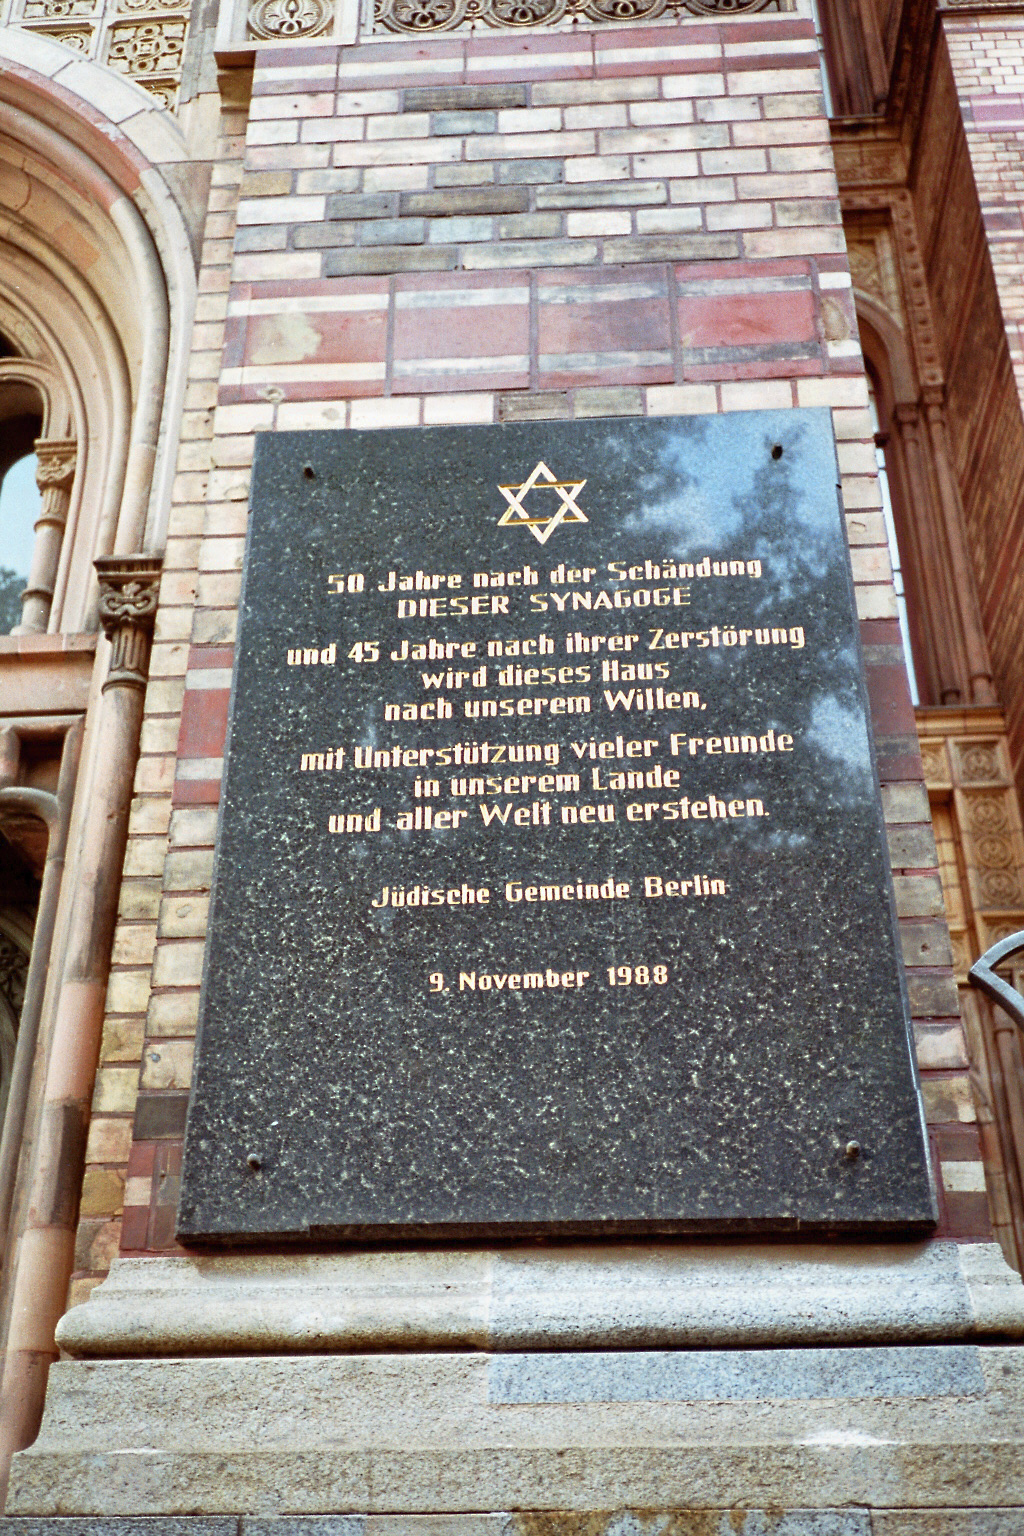 50 Jahre nach der Schändung
DIESER SYNAGOGE
und 45 Jahre nach ihrer Zerstörung
wird dieses Haus
nach unserem Willen,
mit Unterstützung vieler Freunde
in unserem Lande
und aller Welt neu erstehen.
Jüdische Gemeinde Berlin
9. November 1988